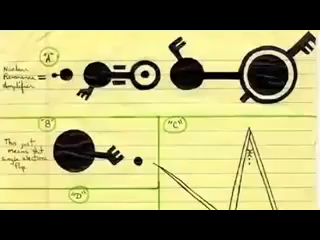 "A"
Nuclear
Resonance =
Amplifier
"B"
"C"
This part
means that
single electron
flip
"D"